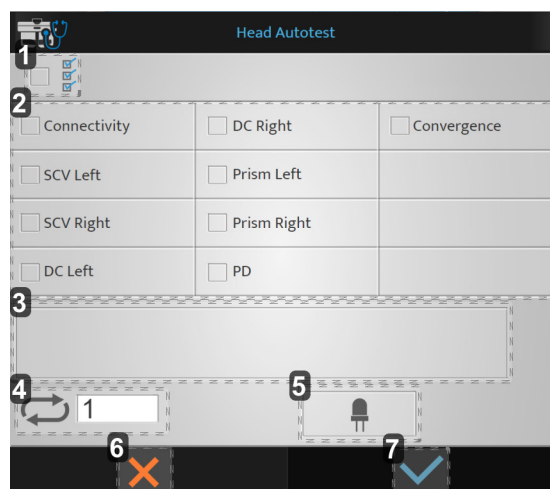 Head Autotest
1
2
Connectivity DC Right Convergence
SCV Left Prism Left
SCV Right Prism Right
DC Left PD
3
4
1
5
6
7